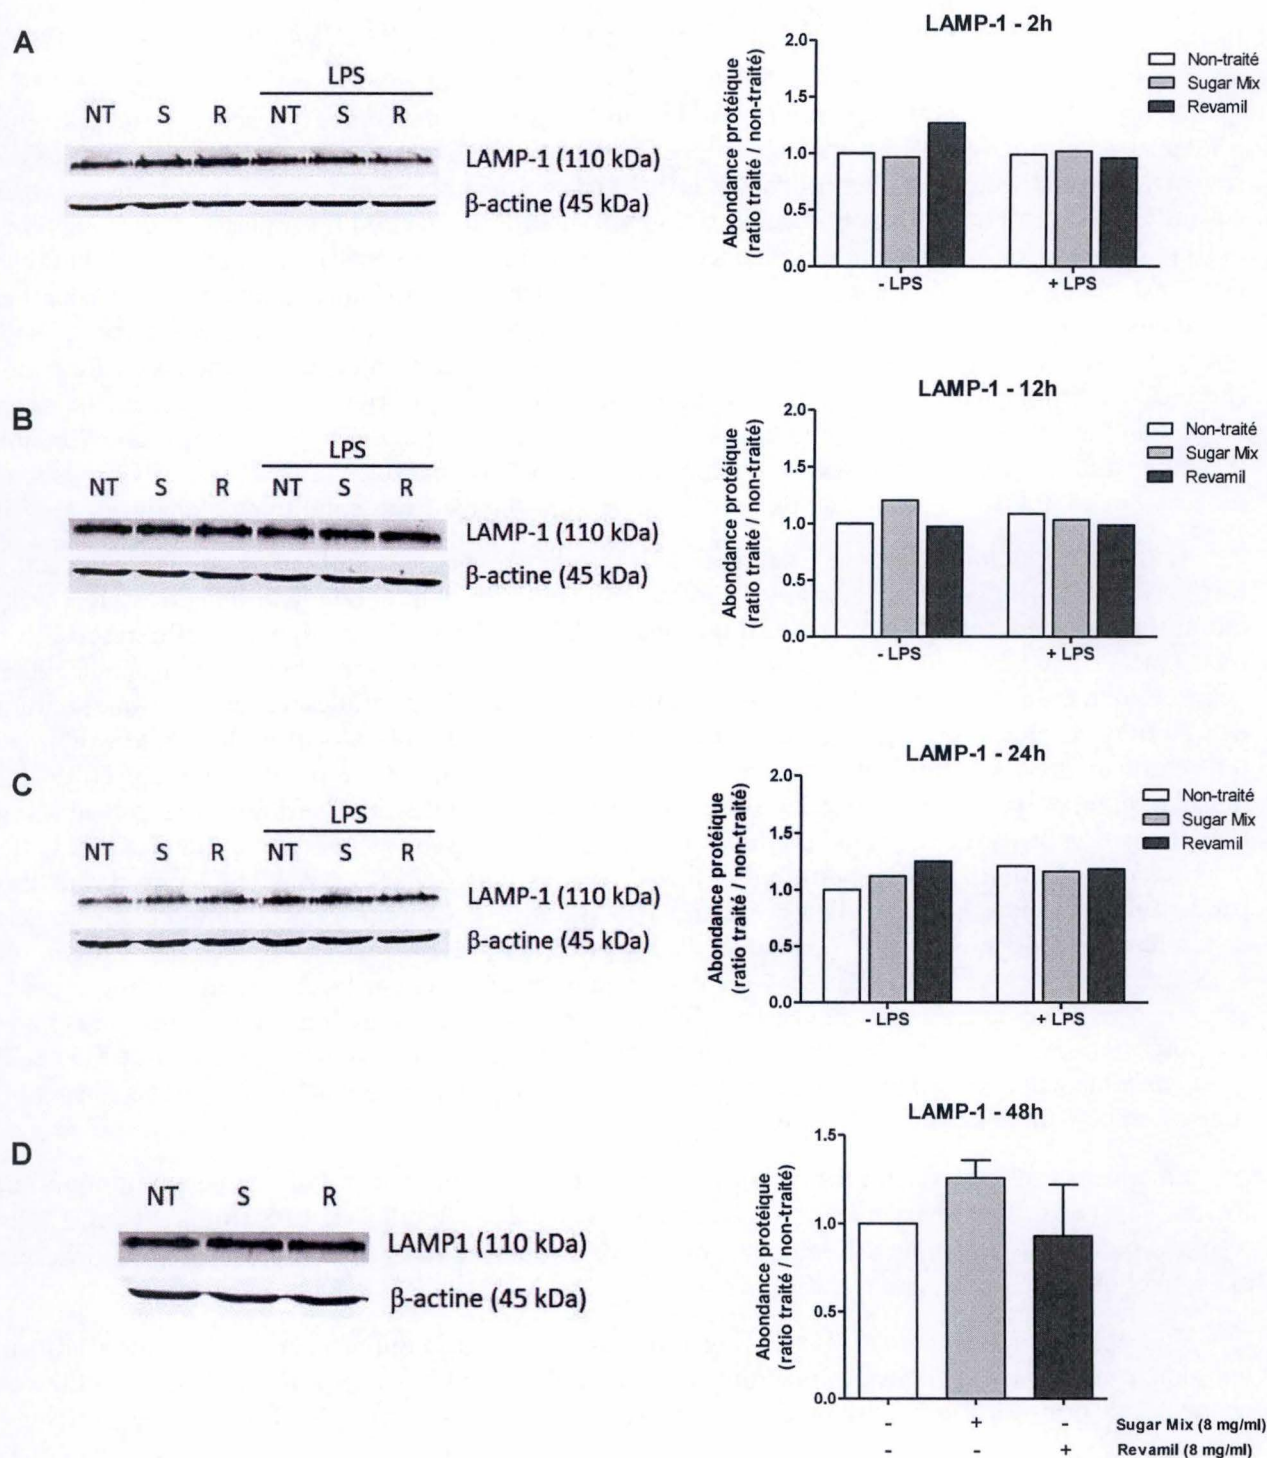 A
LPS
NT S R NT S R
LAMP-1 (110 kDa)
β-actine (45 kDa)
LAMP-1 - 2h
Abondance protéique
(ratio traité / non-traité)
2.0
1.5
1.0
0.5
0.0
- LPS + LPS
Non-traité
Sugar Mix
Revamil
B
LPS
NT S R NT S R
LAMP-1 (110 kDa)
β-actine (45 kDa)
LAMP-1 - 12h
Abondance protéique
(ratio traité / non-traité)
2.0
1.5
1.0
0.5
0.0
- LPS + LPS
Non-traité
Sugar Mix
Revamil
C
LPS
NT S R NT S R
LAMP-1 (110 kDa)
β-actine (45 kDa)
LAMP-1 - 24h
Abondance protéique
(ratio traité / non-traité)
2.0
1.5
1.0
0.5
0.0
- LPS + LPS
Non-traité
Sugar Mix
Revamil
D
NT S R
LAMP1 (110 kDa)
β-actine (45 kDa)
LAMP-1 - 48h
Abondance protéique
(ratio traité / non-traité)
1.5
1.0
0.5
0.0
- + - Sugar Mix (8 mg/ml)
- - + Revamil (8 mg/ml)